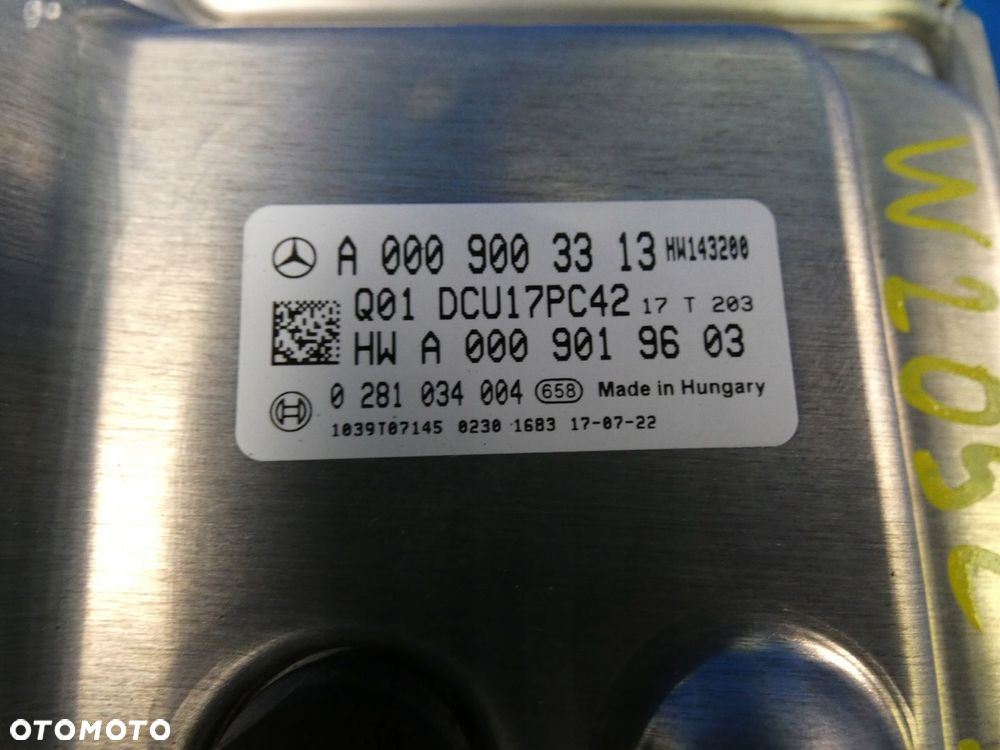 A 000 900 33 13 HW143200
Q01 DCU17PC42 17 T 203
HW A 000 901 96 03
0 281 034 004 658 Made in Hungary
1039T07145 0230 1683 17-07-22
W205
OTOMOTO